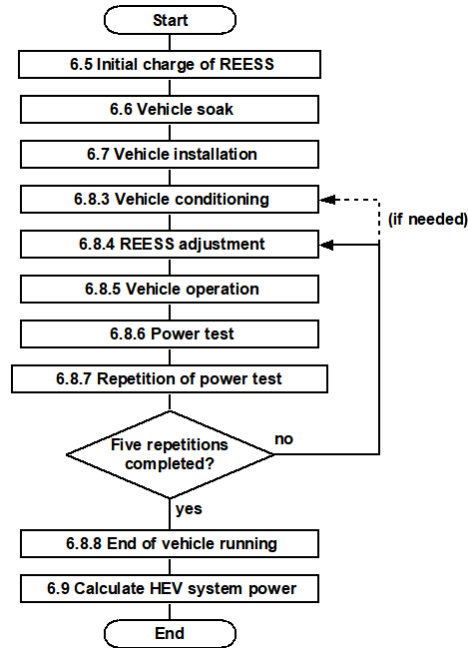 Start
6.5 Initial charge of REESS
6.6 Vehicle soak
6.7 Vehicle installation
6.8.3 Vehicle conditioning
(if needed)
6.8.4 REESS adjustment
6.8.5 Vehicle operation
6.8.6 Power test
6.8.7 Repetition of power test
Five repetitions
completed?
no
yes
6.8.8 End of vehicle running
6.9 Calculate HEV system power
End